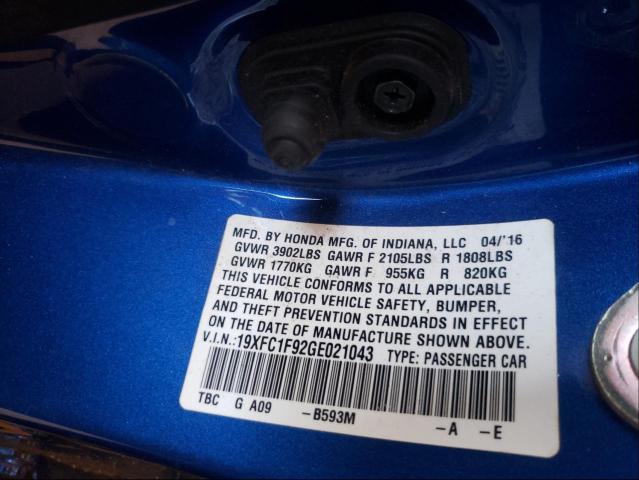 MFD. BY HONDA MFG. OF INDIANA, LLC 04/'16
GVWR 3902LBS GAWR F 2105LBS R 1808LBS
GVWR 1770KG GAWR F 955KG R 820KG
THIS VEHICLE CONFORMS TO ALL APPLICABLE
FEDERAL MOTOR VEHICLE SAFETY, BUMPER,
AND THEFT PREVENTION STANDARDS IN EFFECT
ON THE DATE OF MANUFACTURE SHOWN ABOVE.
V.I.N.:19XFC1F92GE021043 TYPE: PASSENGER CAR
TBC G A09 -B593M -A -E